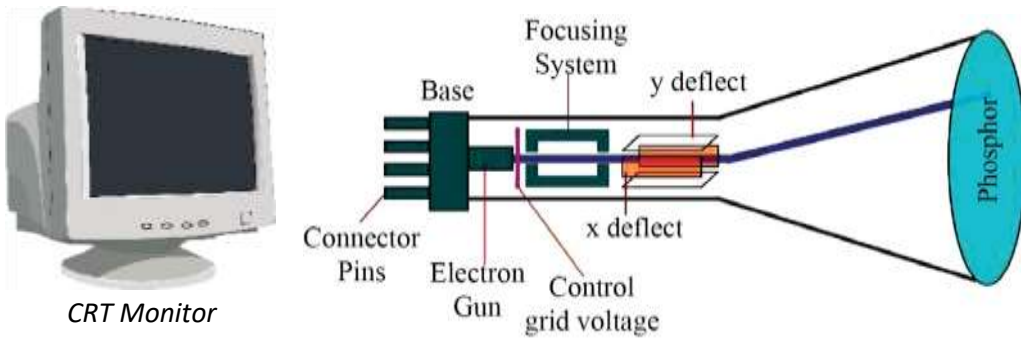 Focusing
System
y deflect
Base
Phosphor
x deflect
Connector
Pins
Electron
Gun
Control
grid voltage
CRT Monitor